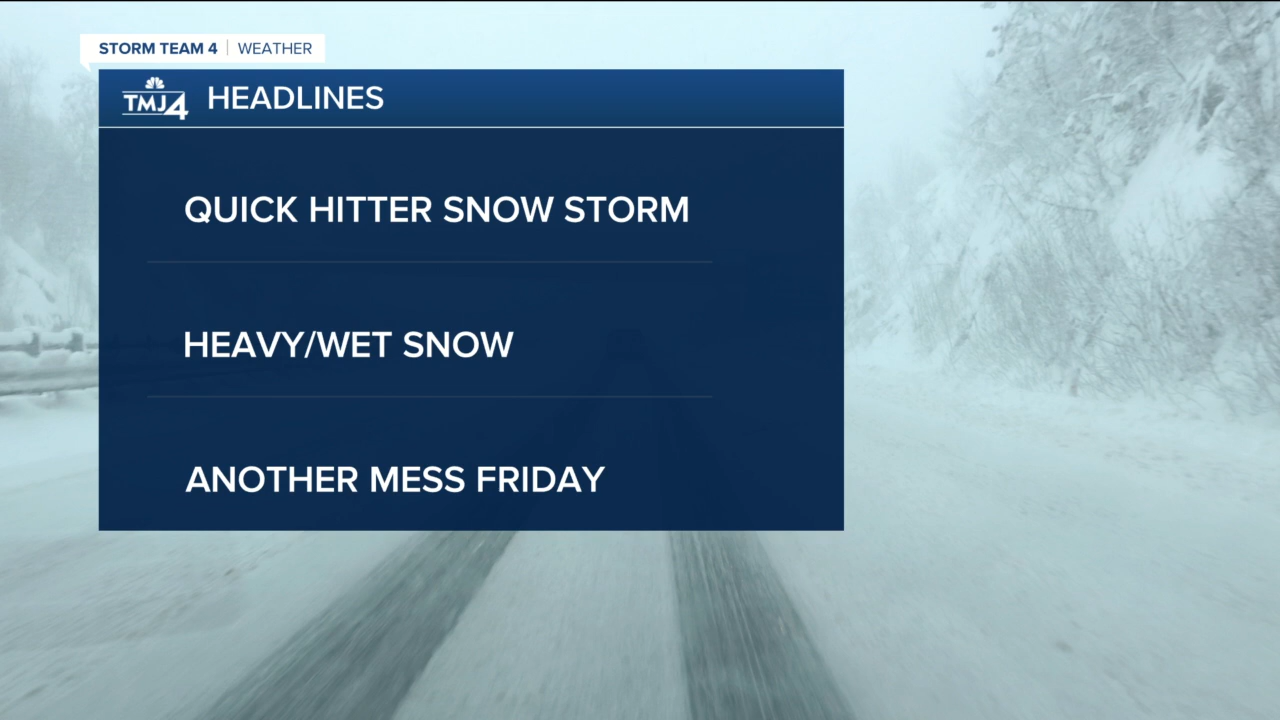 STORM TEAM 4 | WEATHER
TMJ4 HEADLINES
QUICK HITTER SNOW STORM
HEAVY/WET SNOW
ANOTHER MESS FRIDAY